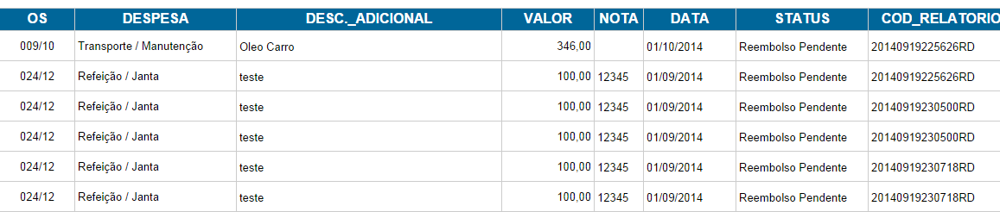 OS DESPESA DESC._ADICIONAL VALOR NOTA DATA STATUS COD_RELATORIO
009/10 Transporte / Manutenção Oleo Carro 346,00 01/10/2014 Reembolso Pendente 20140919225626RD
024/12 Refeição / Janta teste 100,00 12345 01/09/2014 Reembolso Pendente 20140919225626RD
024/12 Refeição / Janta teste 100,00 12345 01/09/2014 Reembolso Pendente 20140919230500RD
024/12 Refeição / Janta teste 100,00 12345 01/09/2014 Reembolso Pendente 20140919230500RD
024/12 Refeição / Janta teste 100,00 12345 01/09/2014 Reembolso Pendente 20140919230718RD
024/12 Refeição / Janta teste 100,00 12345 01/09/2014 Reembolso Pendente 20140919230718RD